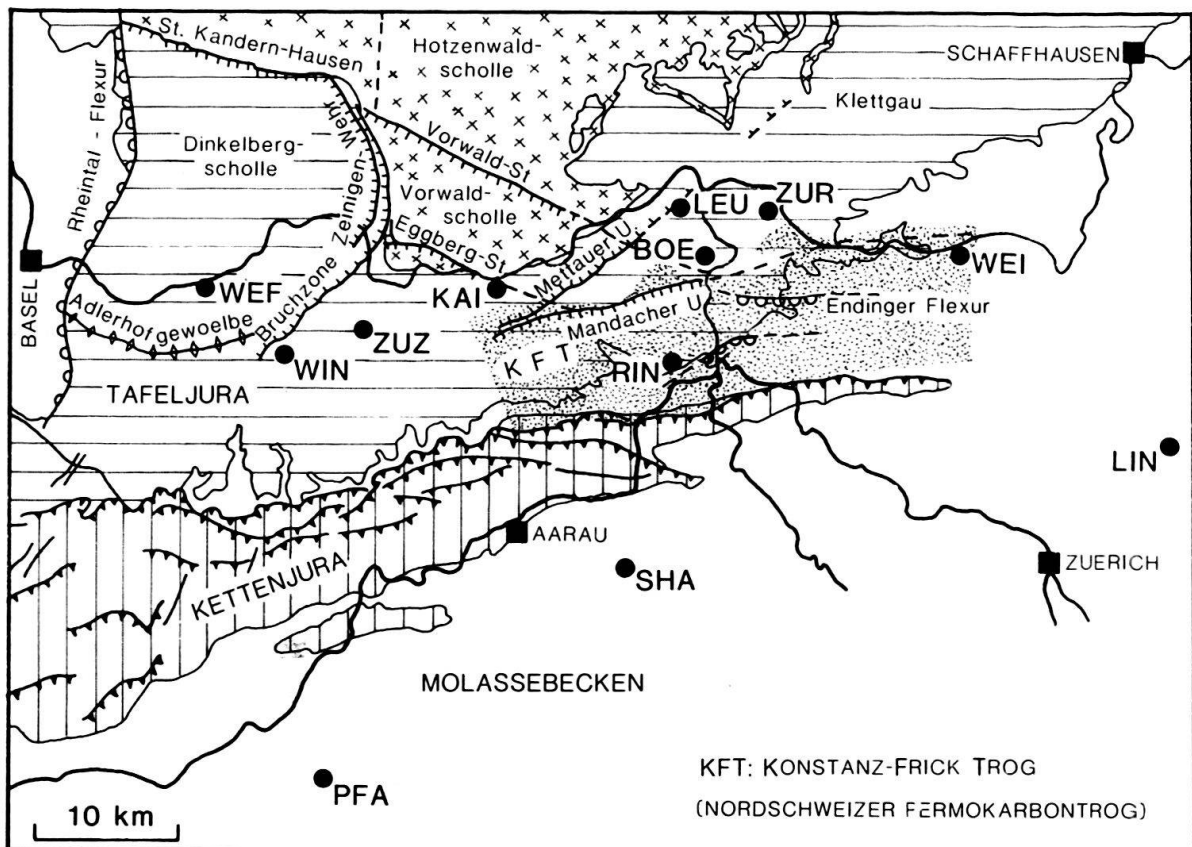 St. Kandern-Hausen
Hotzenwald-
scholle
SCHAFFHAUSEN
Klettgau
Rheintal - Flexur
Dinkelberg-
scholle
Wehr
Zeiningen-
Bruchzone
Vorwald-St
Vorwald-
scholle
Eggberg-St
LEU
ZUR
BOE
WEI
Mettauer U.
BASEL
WEF
KAI
Adlerhofgewoelbe
Mandacher U.
Endinger Flexur
ZUZ
WIN
KFT
RIN
TAFELJURA
LIN
AARAU
ZUERICH
SHA
KETTENJURA
MOLASSEBECKEN
PFA
KFT: KONSTANZ-FRICK TROG
(NORDSCHWEIZER PERMOKARBONTROG)
10 km